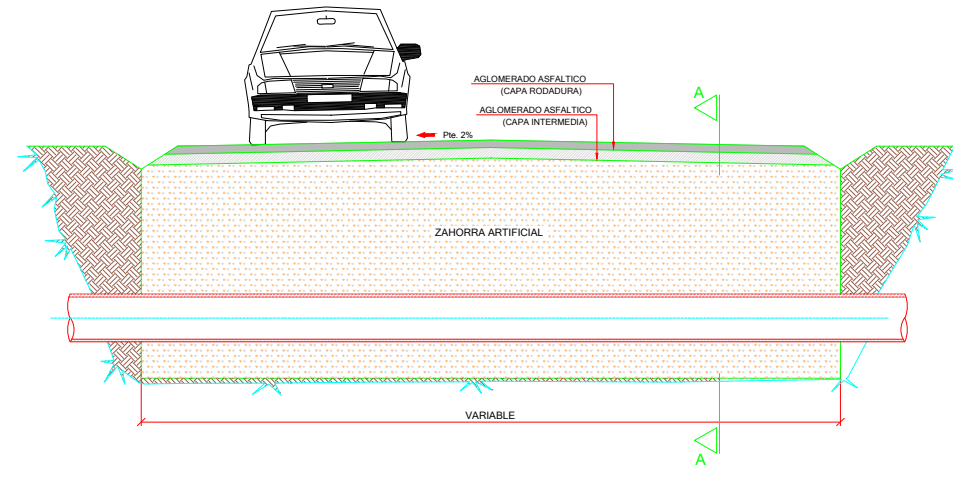 AGLOMERADO ASFALTICO
(CAPA RODADURA)
A
AGLOMERADO ASFALTICO
(CAPA INTERMEDIA)
Pte. 2%
ZAHORRA ARTIFICIAL
VARIABLE
A